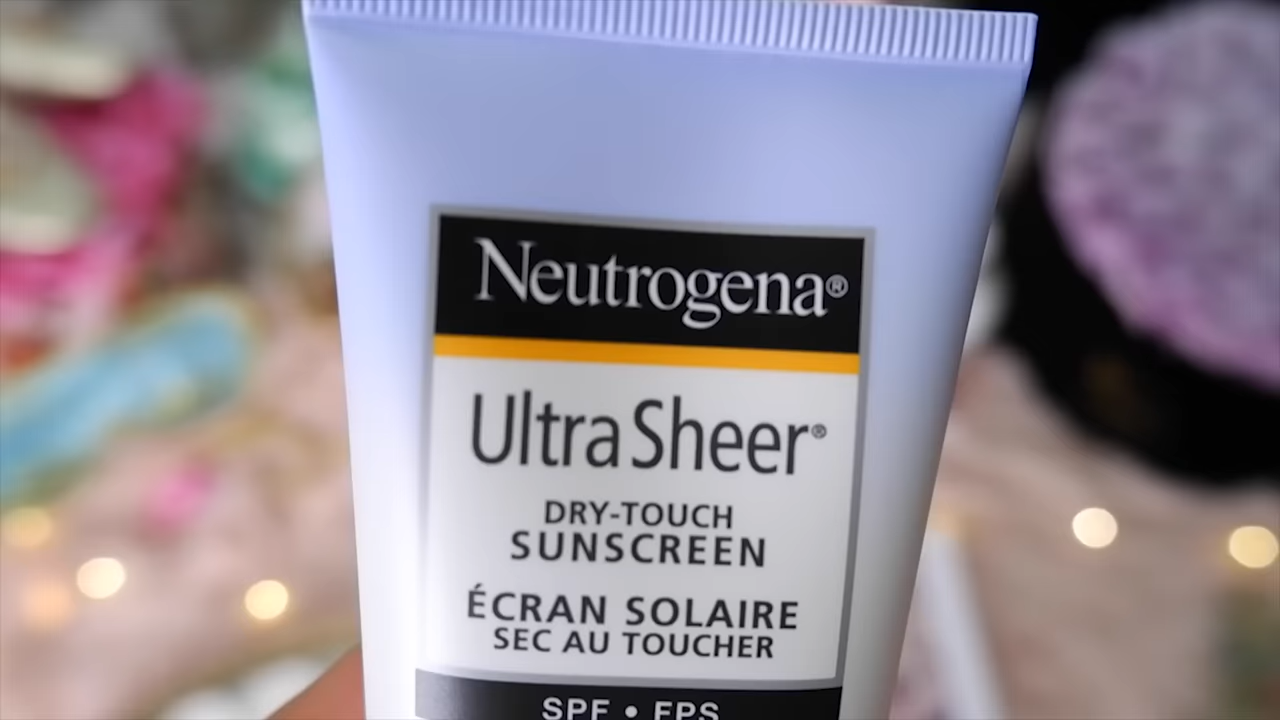 Neutrogena®
Ultra Sheer®
DRY-TOUCH
SUNSCREEN
ÉCRAN SOLAIRE
SEC AU TOUCHER
SPF • FPS